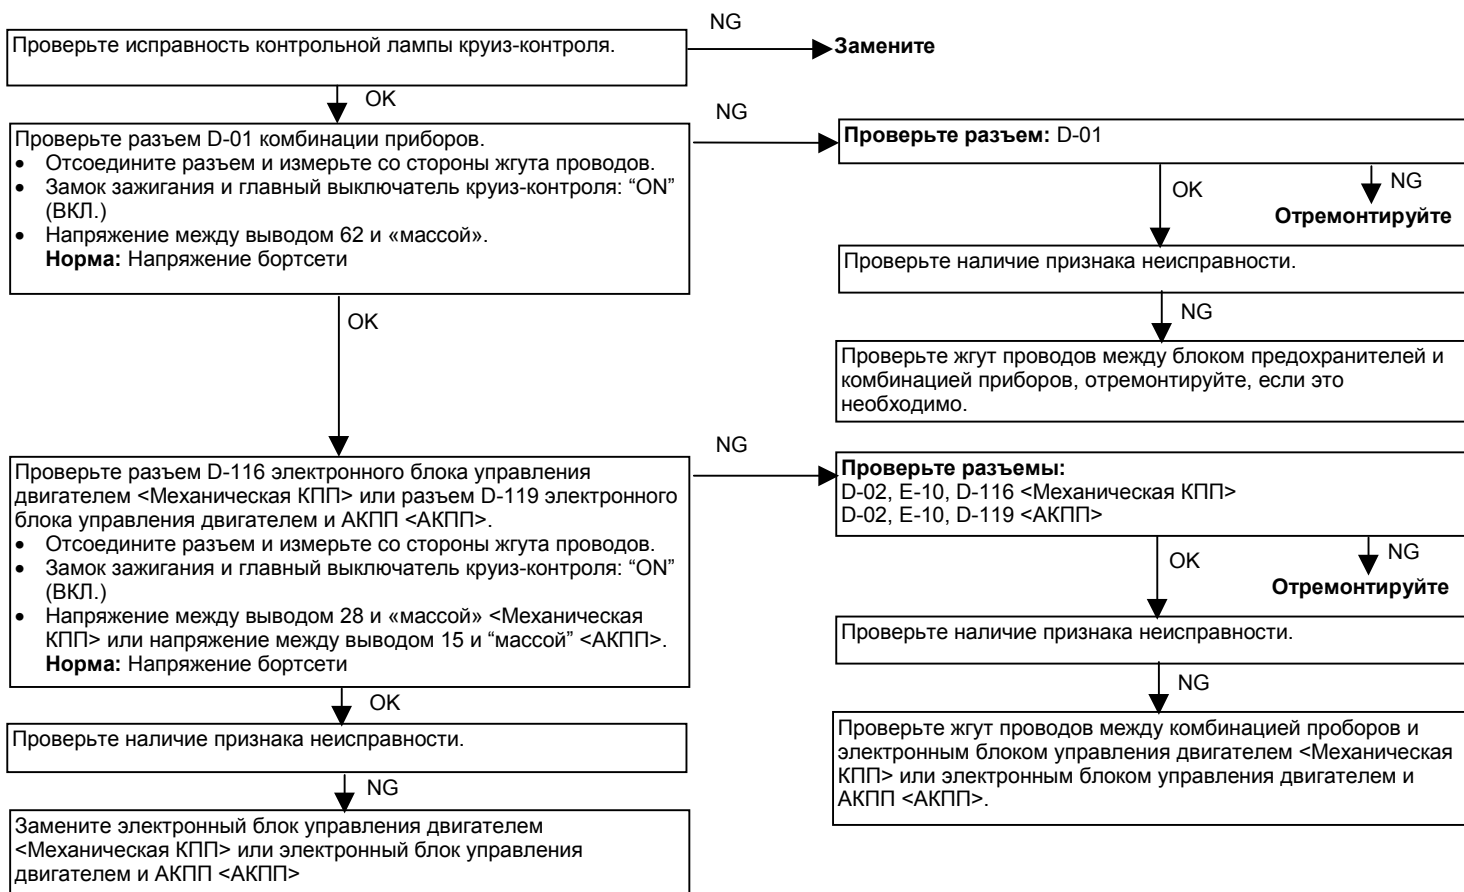 NG
Проверьте исправность контрольной лампы круиз-контроля.
Замените
OK
NG
Проверьте разъем D-01 комбинации приборов.
• Отсоедините разъем и измерьте со стороны жгута проводов.
• Замок зажигания и главный выключатель круиз-контроля: “ON”
(ВКЛ.)
• Напряжение между выводом 62 и «массой».
Норма: Напряжение бортсети
Проверьте разъем: D-01
OK
NG
Отремонтируйте
Проверьте наличие признака неисправности.
NG
Проверьте жгут проводов между блоком предохранителей и
комбинацией приборов, отремонтируйте, если это
необходимо.
OK
NG
Проверьте разъем D-116 электронного блока управления
двигателем <Механическая КПП> или разъем D-119 электронного
блока управления двигателем и АКПП <АКПП>.
• Отсоедините разъем и измерьте со стороны жгута проводов.
• Замок зажигания и главный выключатель круиз-контроля: “ON”
(ВКЛ.)
• Напряжение между выводом 28 и «массой» <Механическая
КПП> или напряжение между выводом 15 и “массой” <АКПП>.
Норма: Напряжение бортсети
Проверьте разъемы:
D-02, E-10, D-116 <Механическая КПП>
D-02, E-10, D-119 <АКПП>
OK
NG
Отремонтируйте
Проверьте наличие признака неисправности.
NG
Проверьте жгут проводов между комбинацией проборов и
электронным блоком управления двигателем <Механическая
КПП> или электронным блоком управления двигателем и
АКПП <АКПП>.
OK
Проверьте наличие признака неисправности.
NG
Замените электронный блок управления двигателем
<Механическая КПП> или электронный блок управления
двигателем и АКПП <АКПП>